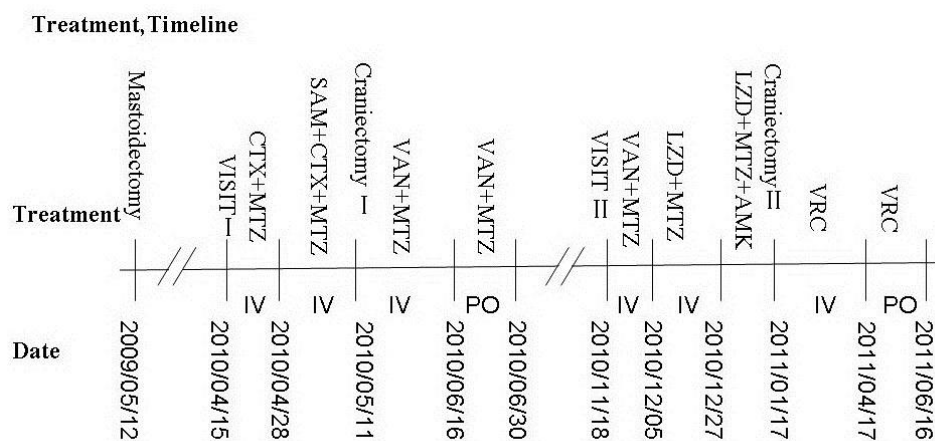 Treatment,Timeline
Treatment
Mastoidectomy
VISIT I
CTX+MTZ
SAM+CTX+MTZ
Craniectomy I
VAN+MTZ
VAN+MTZ
VISIT II
VAN+MTZ
LZD+MTZ
LZD+MTZ+AMK
Craniectomy II
VRC
VRC
IV
IV
IV
PO
IV
IV
IV
PO
Date
2009/05/12
2010/04/15
2010/04/28
2010/05/11
2010/06/16
2010/06/30
2010/11/18
2010/12/05
2010/12/27
2011/01/17
2011/04/17
2011/06/16